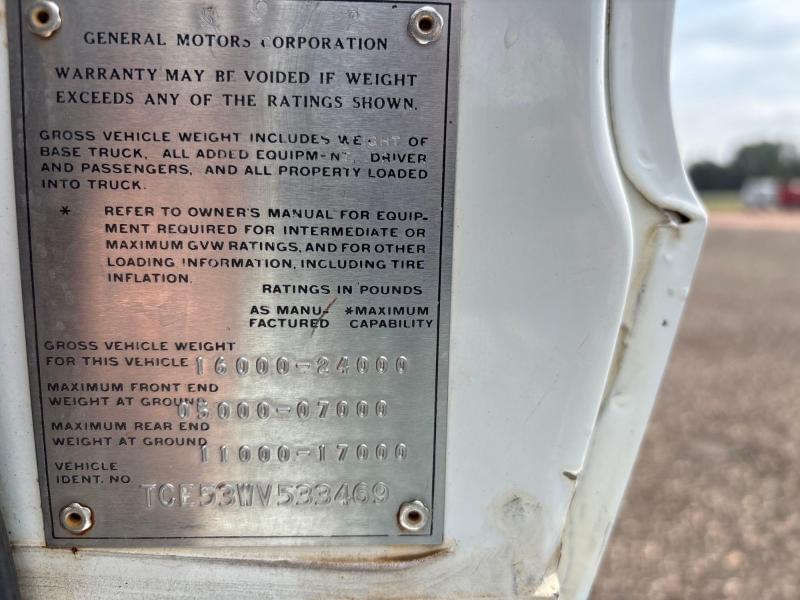 GENERAL MOTORS CORPORATION
WARRANTY MAY BE VOIDED IF WEIGHT
EXCEEDS ANY OF THE RATINGS SHOWN.
GROSS VEHICLE WEIGHT INCLUDES WEIGHT OF
BASE TRUCK, ALL ADDED EQUIPMENT, DRIVER
AND PASSENGERS, AND ALL PROPERTY LOADED
INTO TRUCK.
* REFER TO OWNER'S MANUAL FOR EQUIP-
MENT REQUIRED FOR INTERMEDIATE OR
MAXIMUM GVW RATINGS, AND FOR OTHER
LOADING INFORMATION, INCLUDING TIRE
INFLATION.
RATINGS IN POUNDS
AS MANU- *MAXIMUM
FACTURED CAPABILITY
GROSS VEHICLE WEIGHT
FOR THIS VEHICLE 16000-24000
MAXIMUM FRONT END
WEIGHT AT GROUND 05000-07000
MAXIMUM REAR END
WEIGHT AT GROUND 11000-17000
VEHICLE
IDENT. NO. TCE53WV533469